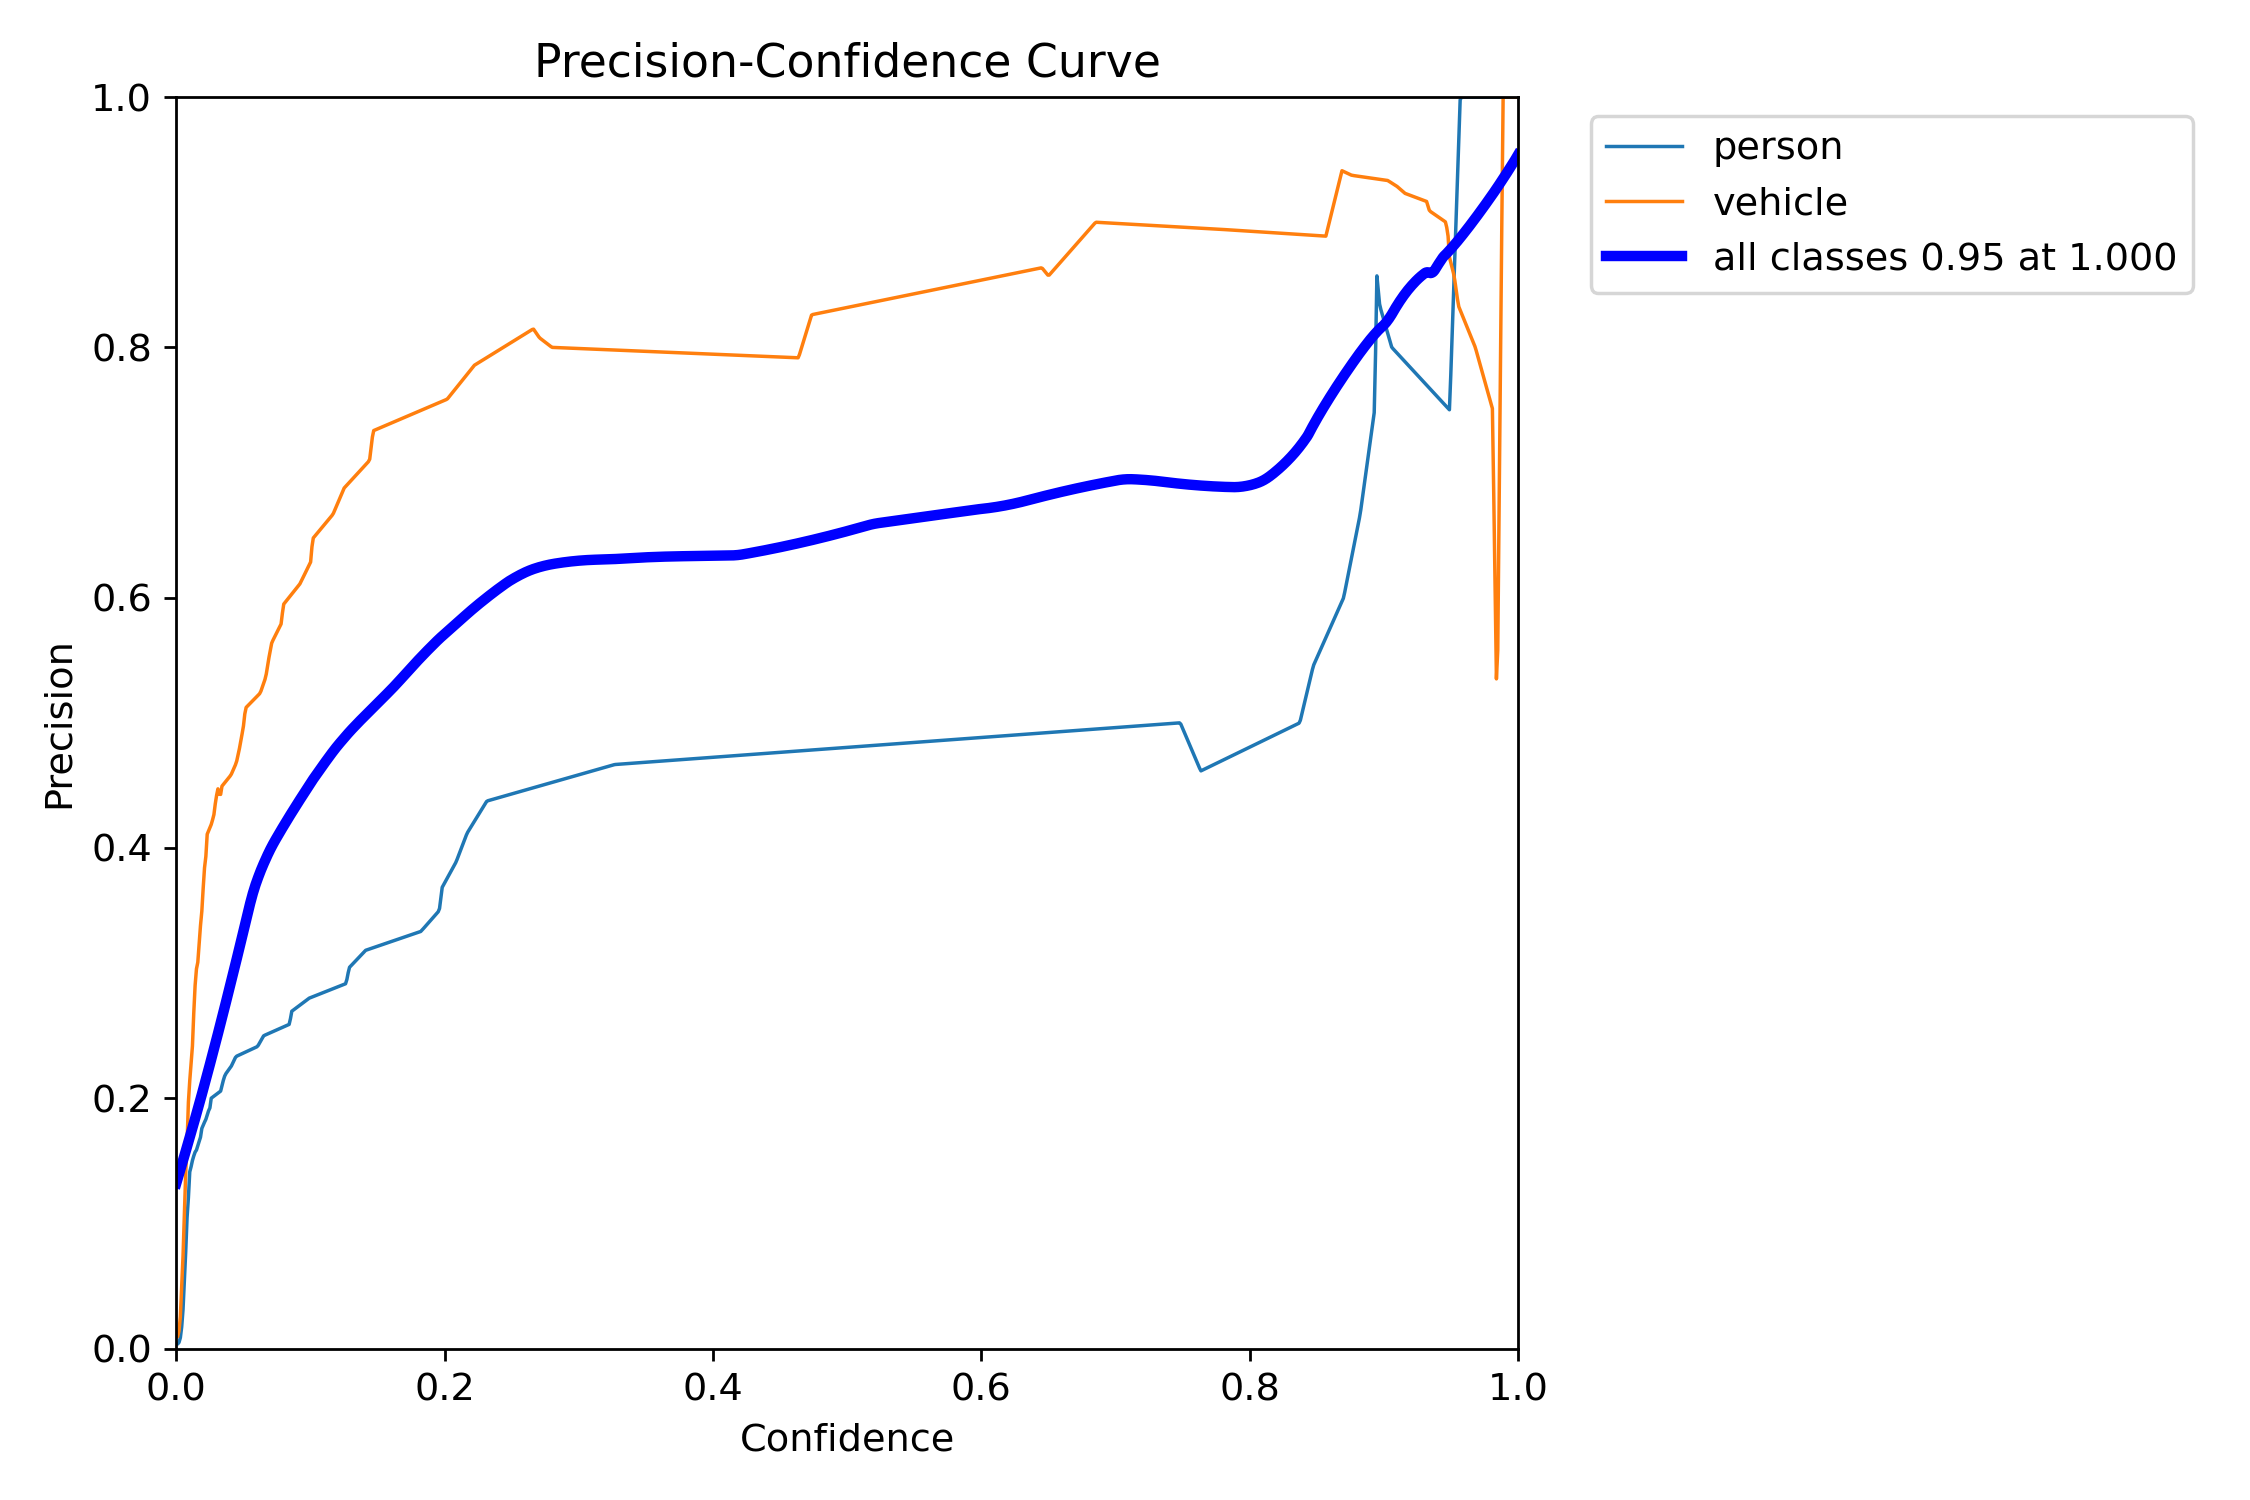 Precision-Confidence Curve
1.0
0.8
0.6
0.4
0.2
0.0
Precision
0.0 0.2 0.4 0.6 0.8 1.0
Confidence
person
vehicle
all classes 0.95 at 1.000